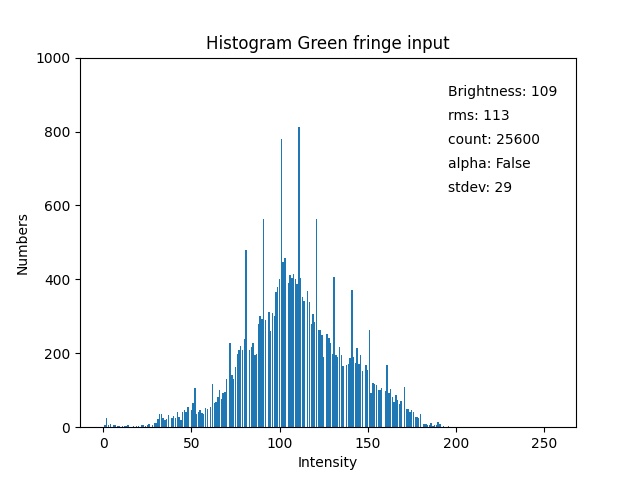 Histogram Green fringe input
1000
800
600
400
200
0
Numbers
Brightness: 109
rms: 113
count: 25600
alpha: False
stdev: 29
0 50 100 150 200 250
Intensity